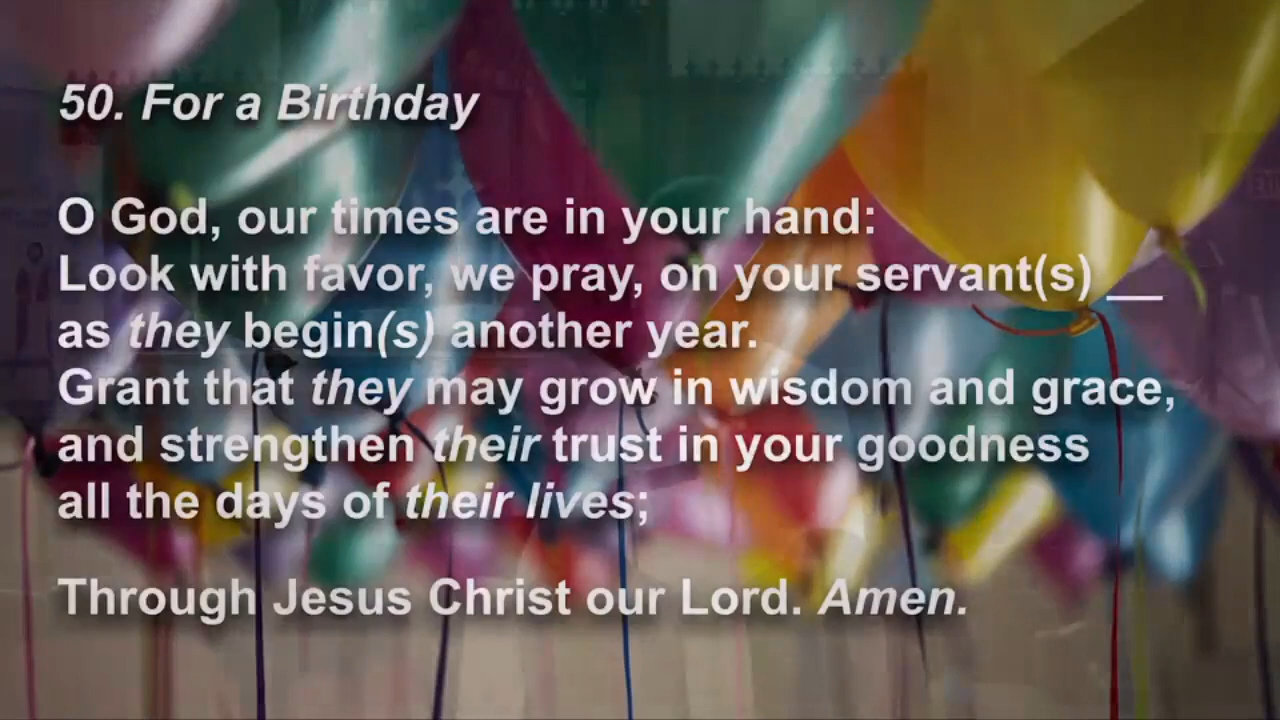 50. For a Birthday
O God, our times are in your hand:
Look with favor, we pray, on your servant(s) __
as they begin(s) another year.
Grant that they may grow in wisdom and grace,
and strengthen their trust in your goodness
all the days of their lives;
Through Jesus Christ our Lord. Amen.